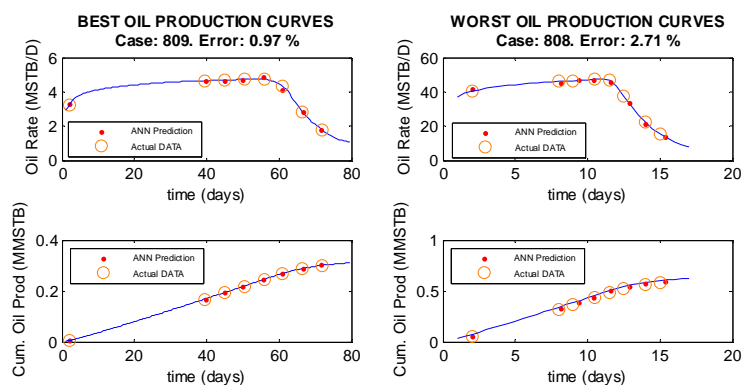 BEST OIL PRODUCTION CURVES
Case: 809. Error: 0.97 %
Oil Rate (MSTB/D)
6
4
2
0
ANN Prediction
Actual DATA
0 20 40 60 80
time (days)
WORST OIL PRODUCTION CURVES
Case: 808. Error: 2.71 %
Oil Rate (MSTB/D)
60
40
20
0
ANN Prediction
Actual DATA
0 5 10 15 20
time (days)
Cum. Oil Prod (MMSTB)
0.4
0.2
0
ANN Prediction
Actual DATA
0 20 40 60 80
time (days)
Cum. Oil Prod (MMSTB)
1
0.5
0
ANN Prediction
Actual DATA
0 5 10 15 20
time (days)